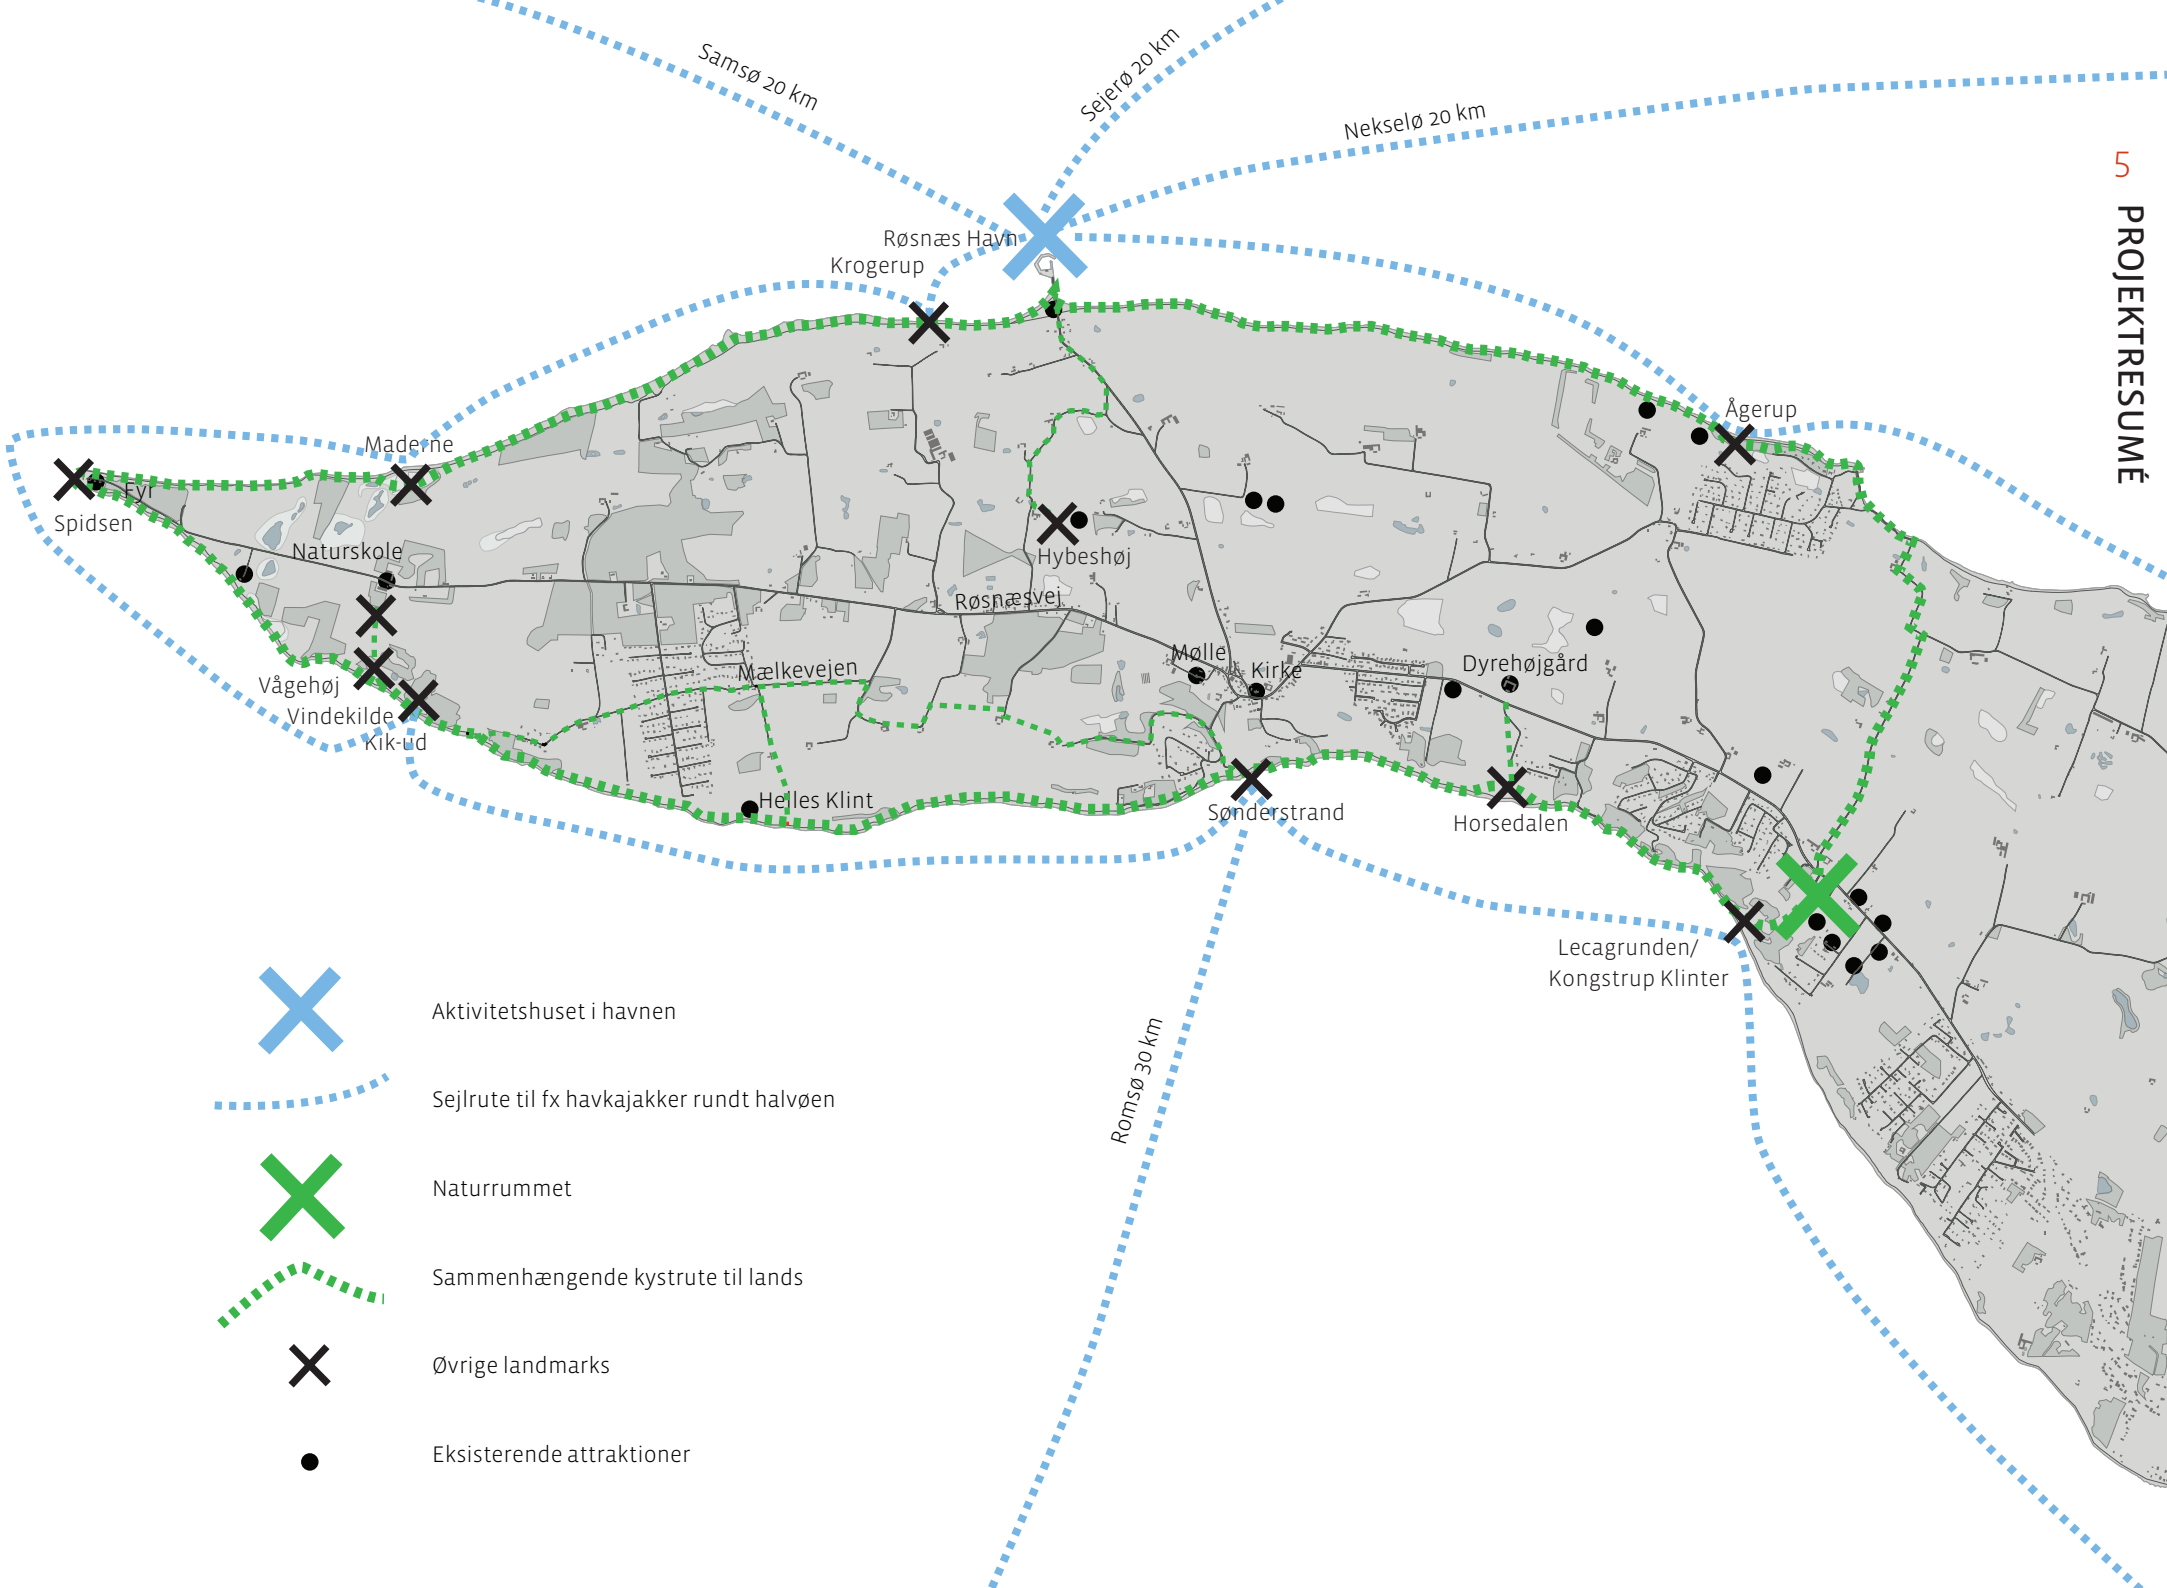 Samsø 20 km
Sejerø 20 km
Nekselø 20 km
5 PROJEKTRESUMÉ
Røsnæs Havn
Krogerup
Ågerup
Maderne
Fyr
Spidsen
Naturskole
Hybeshøj
Røsnæsvej
Mølle
Kirke
Dyrehøjgård
Mælkevejen
Vågehøj
Vindekilde
Kik-ud
Helles Klint
Sønderstrand
Horsedalen
Lecagrunden/
Kongstrup Klinter
Romsø 30 km
Aktivitetshuset i havnen
Sejlrute til fx havkajakker rundt halvøen
Naturrummet
Sammenhængende kystrute til lands
Øvrige landmarks
Eksisterende attraktioner